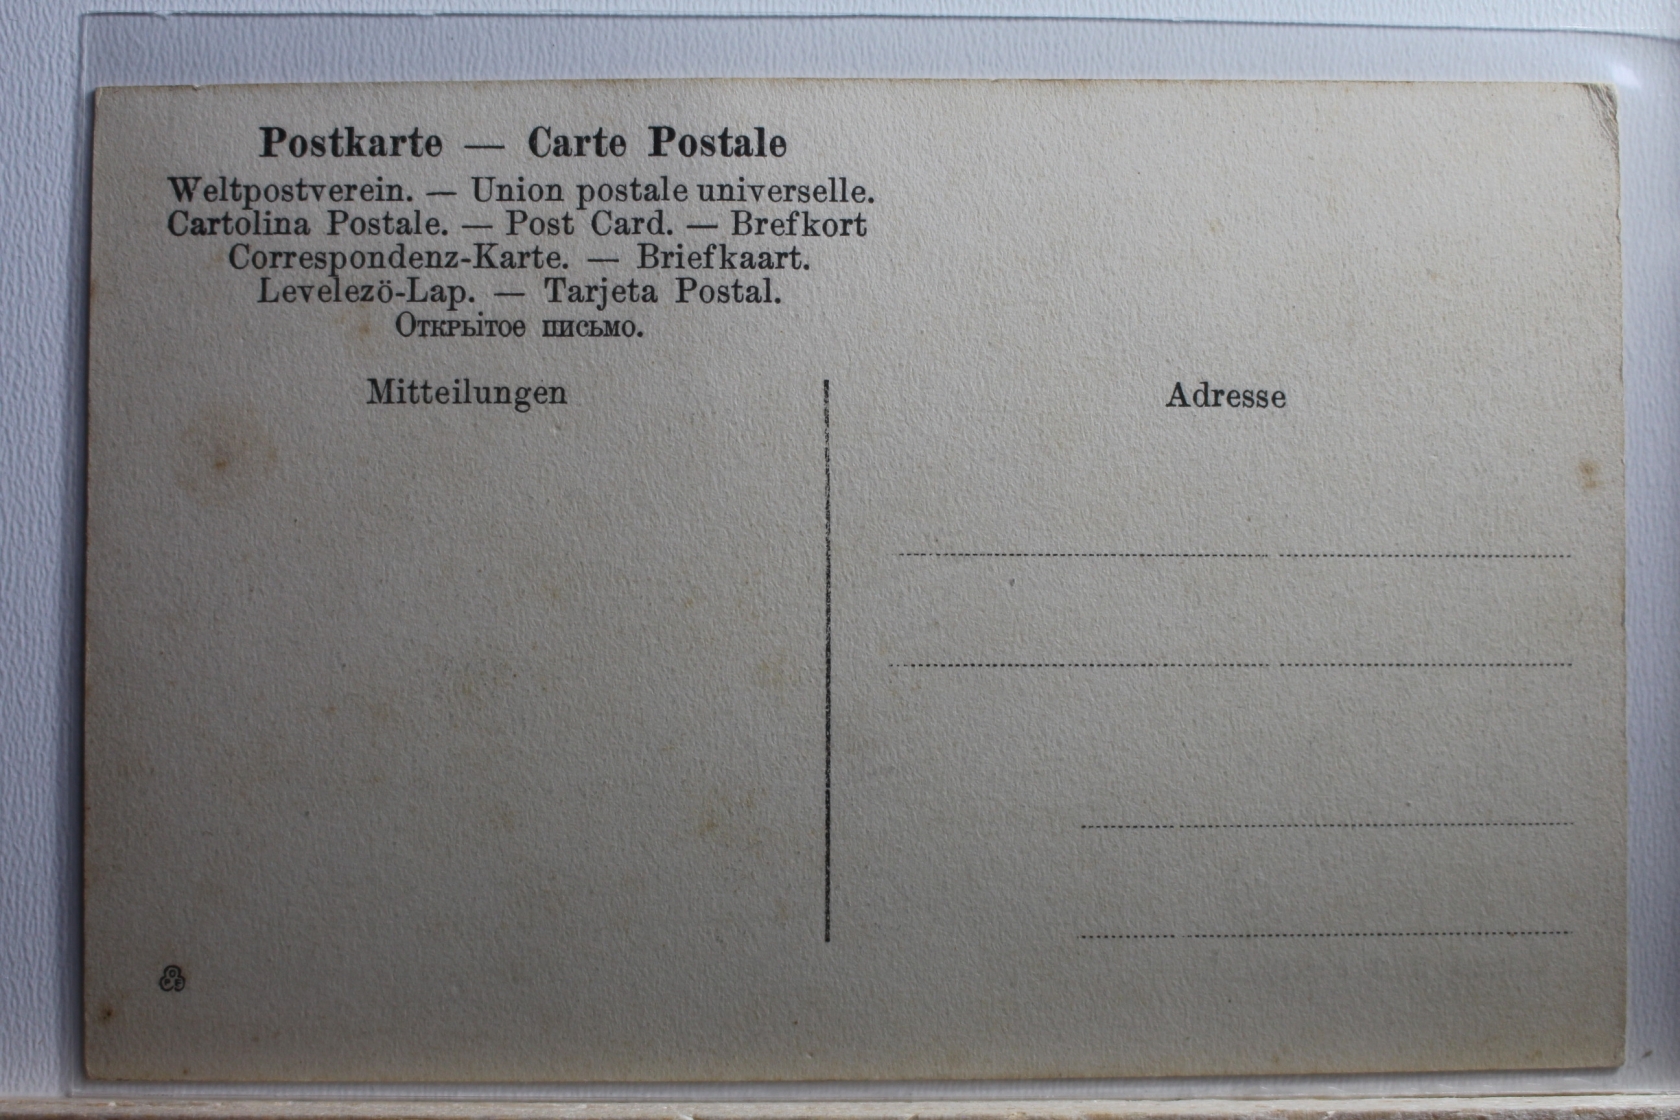 Postkarte — Carte Postale
Weltpostverein. — Union postale universelle.
Cartolina Postale. — Post Card. — Brefkort
Correspondenz-Karte. — Briefkaart.
Levelezö-Lap. — Tarjeta Postal.
Открьітое письмо.
Mitteilungen
Adresse